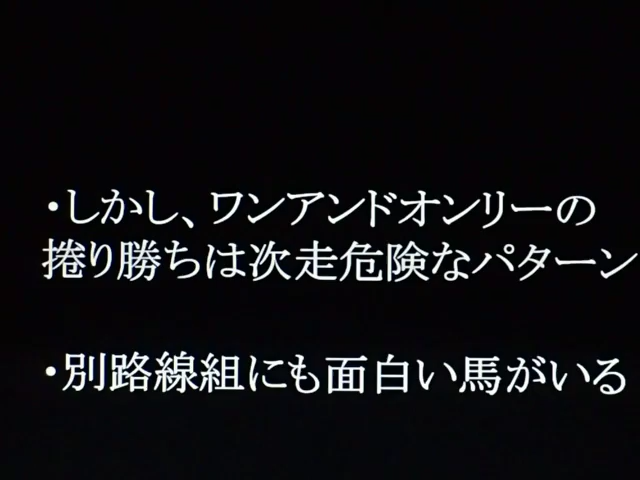 ・しかし、ワンアンドオンリーの
捲り勝ちは次走危険なパターン
・別路線組にも面白い馬がいる